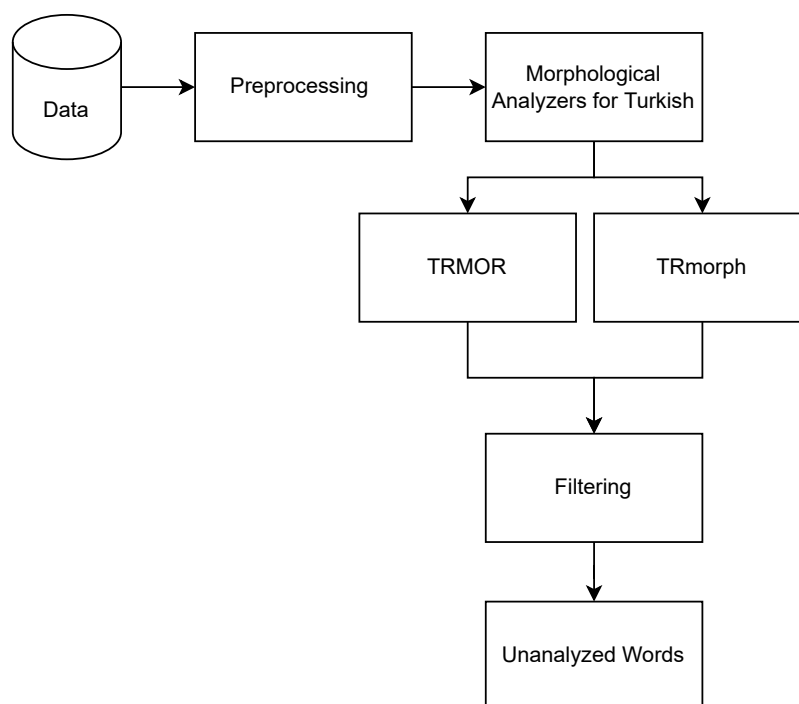 Data
Preprocessing
Morphological
Analyzers for Turkish
TRMOR
TRmorph
Filtering
Unanalyzed Words